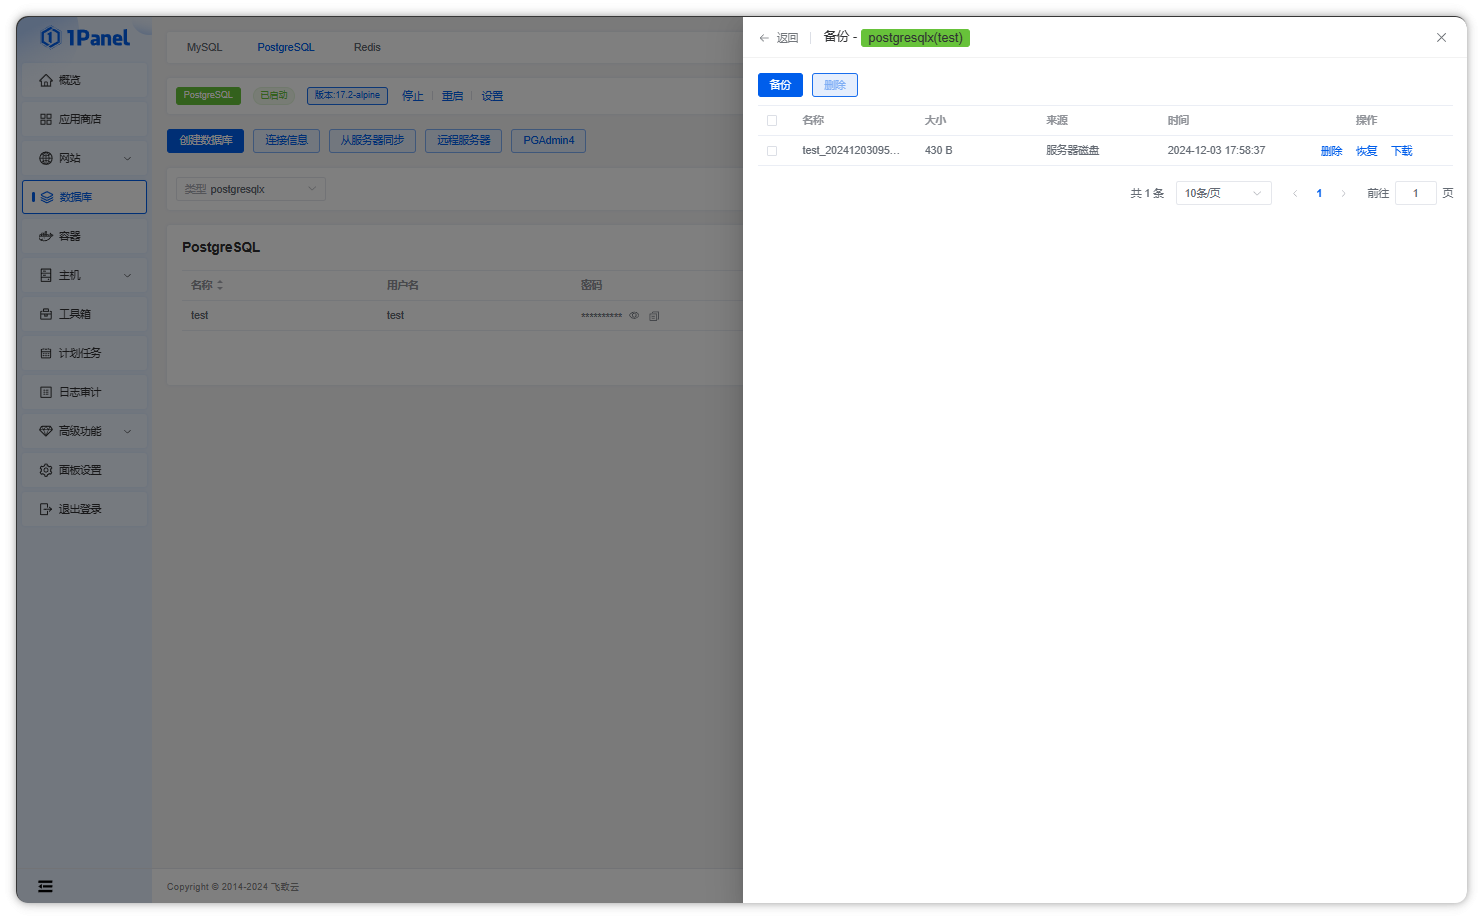 1Panel
概览
应用商店
网站
数据库
容器
主机
工具箱
计划任务
日志审计
高级功能
面板设置
退出登录
MySQL PostgreSQL Redis
PostgreSQL 已启动 版本:17.2-alpine 停止 重启 设置
创建数据库 连接信息 从服务器同步 远程服务器 PGAdmin4
类型 postgresqlx
PostgreSQL
名称 用户名 密码
test test **********
Copyright © 2014-2024 飞致云
返回 备份 - postgresqlx(test)
备份 删除
名称 大小 来源 时间 操作
test_20241203095... 430 B 服务器磁盘 2024-12-03 17:58:37 删除 恢复 下载
共 1 条 10条/页 1 前往 1 页